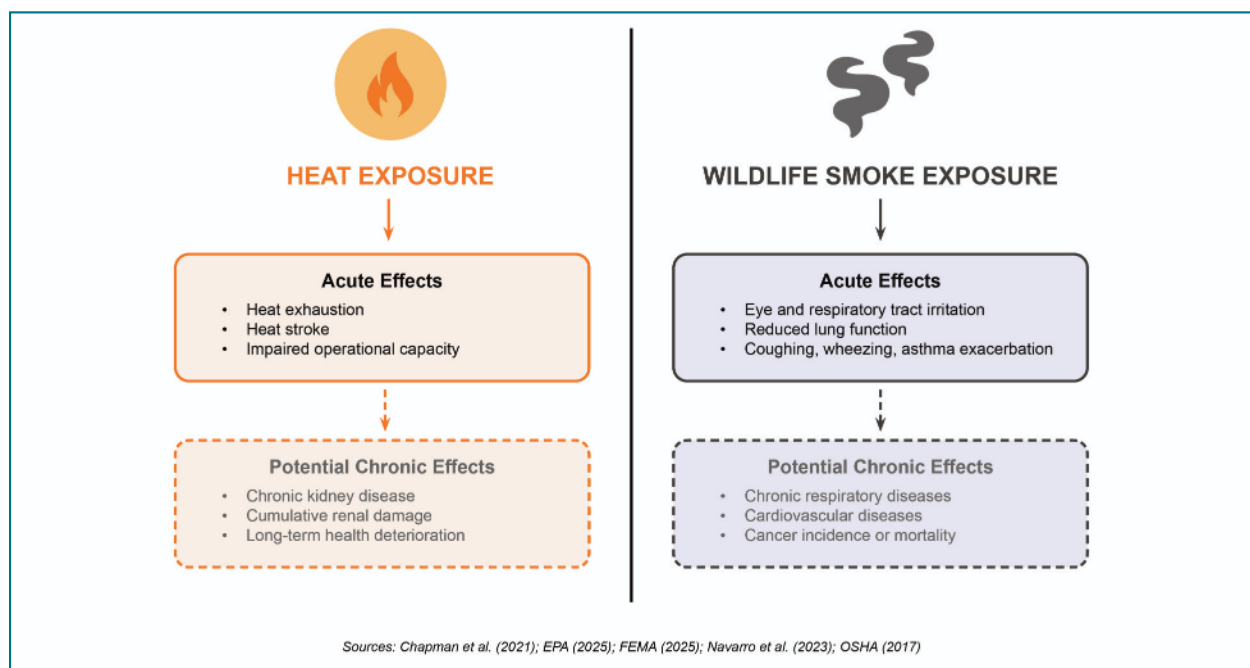 HEAT EXPOSURE
Acute Effects
• Heat exhaustion
• Heat stroke
• Impaired operational capacity
Potential Chronic Effects
• Chronic kidney disease
• Cumulative renal damage
• Long-term health deterioration
WILDLIFE SMOKE EXPOSURE
Acute Effects
• Eye and respiratory tract irritation
• Reduced lung function
• Coughing, wheezing, asthma exacerbation
Potential Chronic Effects
• Chronic respiratory diseases
• Cardiovascular diseases
• Cancer incidence or mortality
Sources: Chapman et al. (2021); EPA (2025); FEMA (2025); Navarro et al. (2023); OSHA (2017)